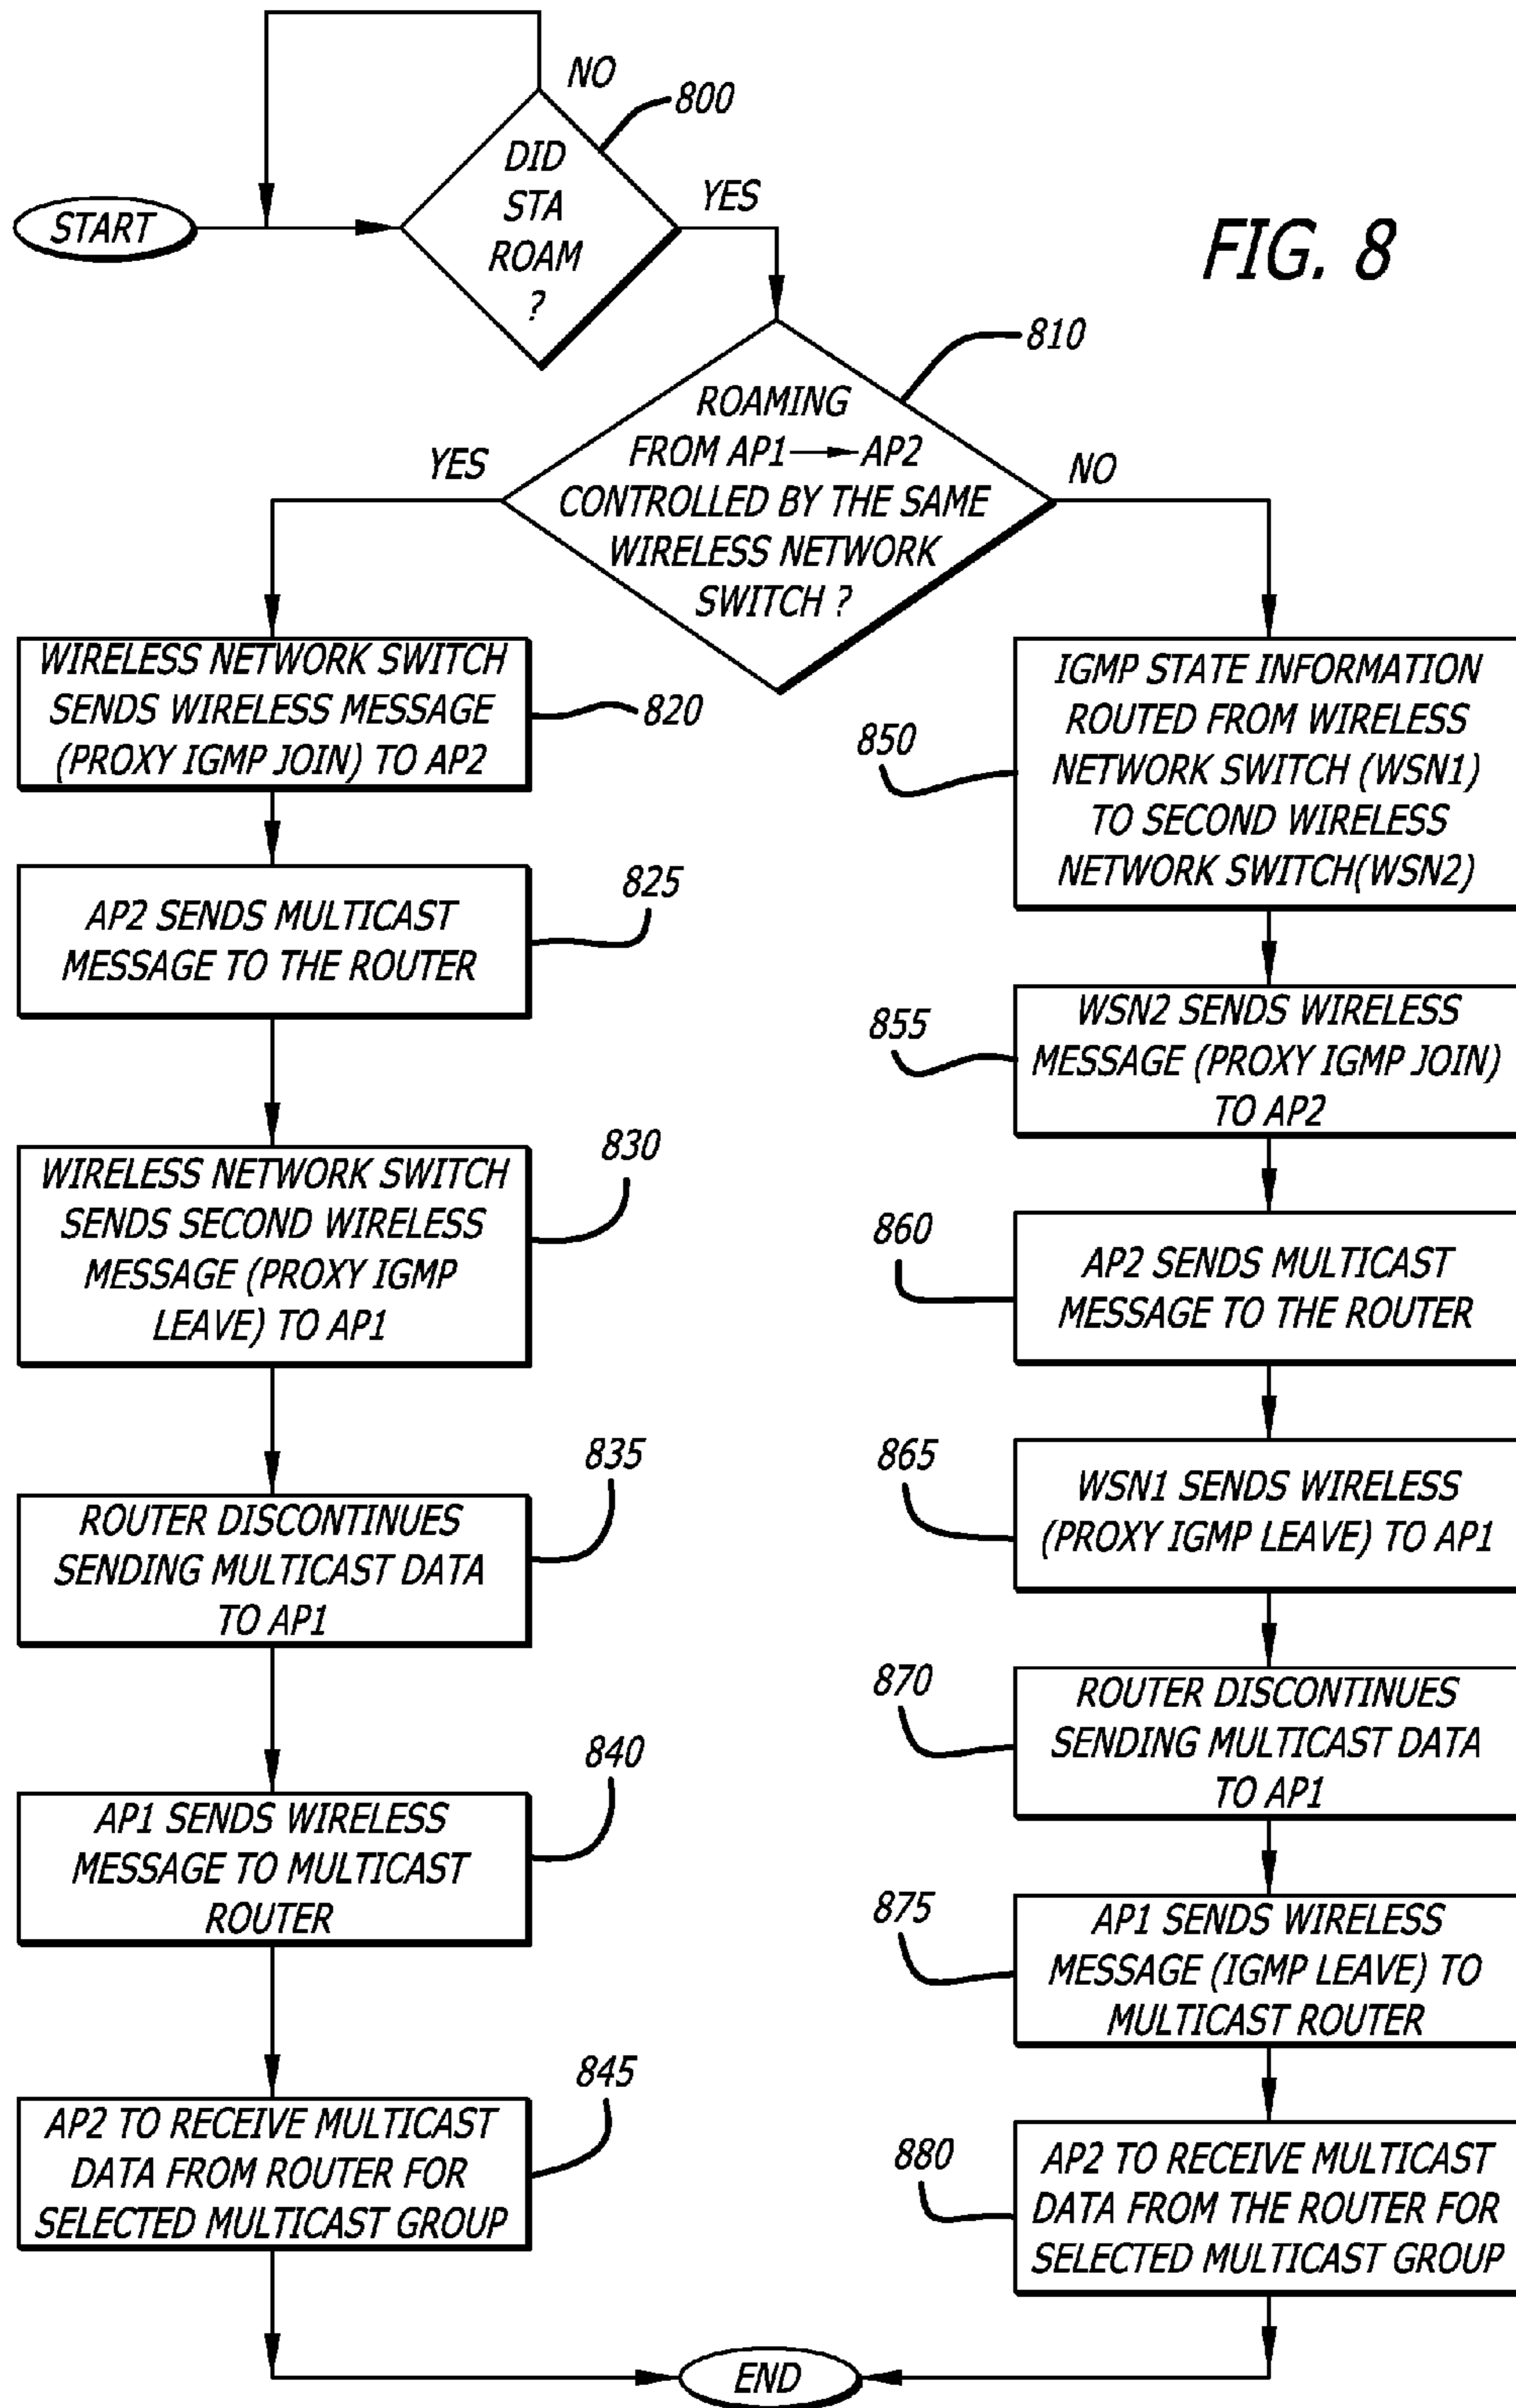 NO
800
DID
STA
ROAM
?
YES
START
FIG. 8
810
ROAMING
FROM AP1 → AP2
CONTROLLED BY THE SAME
WIRELESS NETWORK
SWITCH ?
YES
NO
WIRELESS NETWORK SWITCH
SENDS WIRELESS MESSAGE
(PROXY IGMP JOIN) TO AP2
820
AP2 SENDS MULTICAST
MESSAGE TO THE ROUTER
825
WIRELESS NETWORK SWITCH
SENDS SECOND WIRELESS
MESSAGE (PROXY IGMP
LEAVE) TO AP1
830
ROUTER DISCONTINUES
SENDING MULTICAST DATA
TO AP1
835
AP1 SENDS WIRELESS
MESSAGE TO MULTICAST
ROUTER
840
AP2 TO RECEIVE MULTICAST
DATA FROM ROUTER FOR
SELECTED MULTICAST GROUP
845
IGMP STATE INFORMATION
ROUTED FROM WIRELESS
NETWORK SWITCH (WSN1)
TO SECOND WIRELESS
NETWORK SWITCH(WSN2)
850
WSN2 SENDS WIRELESS
MESSAGE (PROXY IGMP JOIN)
TO AP2
855
AP2 SENDS MULTICAST
MESSAGE TO THE ROUTER
860
WSN1 SENDS WIRELESS
(PROXY IGMP LEAVE) TO AP1
865
ROUTER DISCONTINUES
SENDING MULTICAST DATA
TO AP1
870
AP1 SENDS WIRELESS
MESSAGE (IGMP LEAVE) TO
MULTICAST ROUTER
875
AP2 TO RECEIVE MULTICAST
DATA FROM THE ROUTER FOR
SELECTED MULTICAST GROUP
880
END